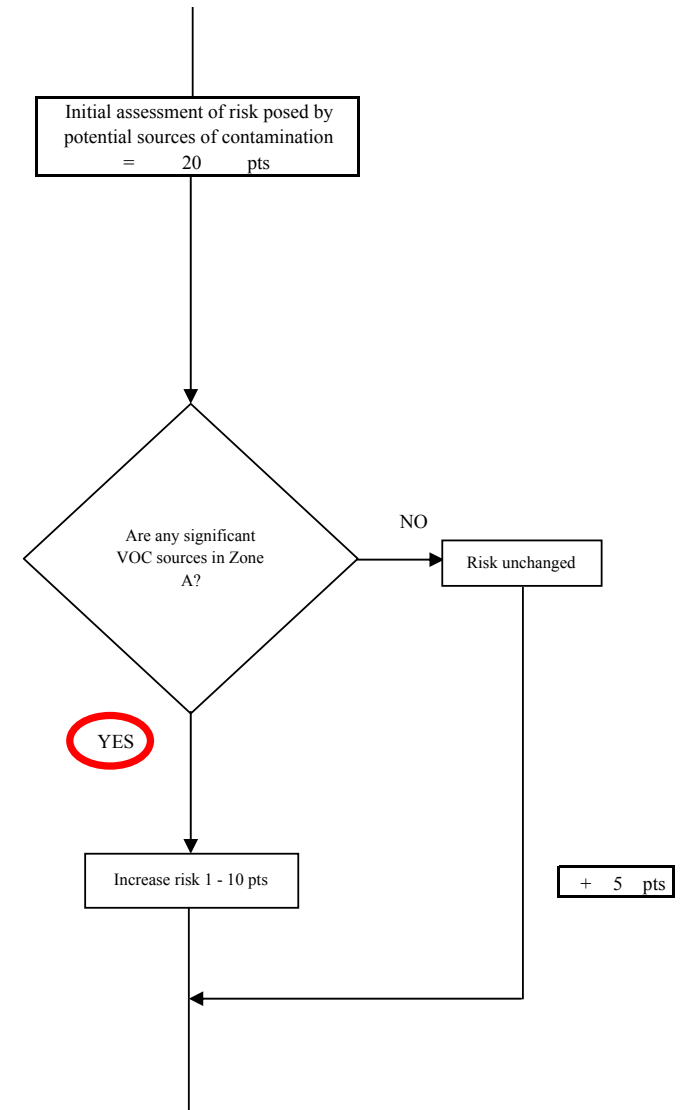 Initial assessment of risk posed by
potential sources of contamination
= 20 pts
Are any significant
VOC sources in Zone
A?
NO
Risk unchanged
YES
Increase risk 1 - 10 pts
+ 5 pts